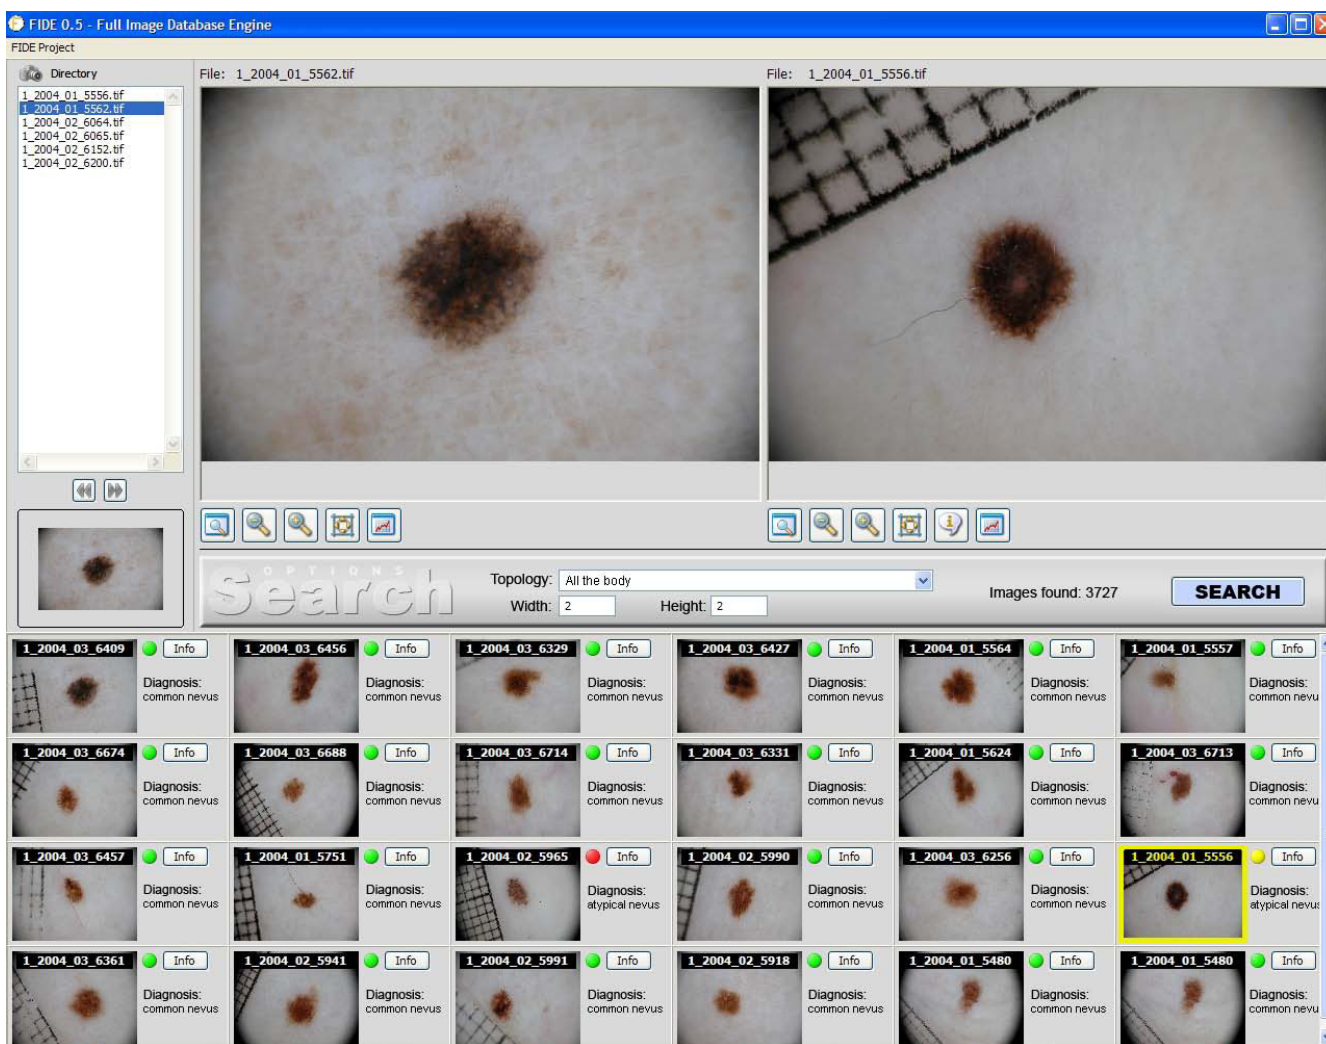 FIDE 0.5 - Full Image Database Engine
FIDE Project
Directory
File: 1_2004_01_5562.tif
File: 1_2004_01_5556.tif
1_2004_01_5556.tif
1_2004_01_5562.tif
1_2004_02_6064.tif
1_2004_02_6065.tif
1_2004_02_6152.tif
1_2004_02_6200.tif
OPTIONS
Search
Topology: All the body
Width: 2 Height: 2
Images found: 3727
SEARCH
1_2004_03_6409 Info
Diagnosis:
common nevus
1_2004_03_6456 Info
Diagnosis:
common nevus
1_2004_03_6329 Info
Diagnosis:
common nevus
1_2004_03_6427 Info
Diagnosis:
common nevus
1_2004_01_5564 Info
Diagnosis:
common nevus
1_2004_01_5557 Info
Diagnosis:
common nevu
1_2004_03_6674 Info
Diagnosis:
common nevus
1_2004_03_6688 Info
Diagnosis:
common nevus
1_2004_03_6714 Info
Diagnosis:
common nevus
1_2004_03_6331 Info
Diagnosis:
common nevus
1_2004_01_5624 Info
Diagnosis:
common nevus
1_2004_03_6713 Info
Diagnosis:
common nevu
1_2004_03_6457 Info
Diagnosis:
common nevus
1_2004_01_5751 Info
Diagnosis:
common nevus
1_2004_02_5965 Info
Diagnosis:
atypical nevus
1_2004_02_5990 Info
Diagnosis:
common nevus
1_2004_03_6256 Info
Diagnosis:
common nevus
1_2004_01_5556 Info
Diagnosis:
atypical nevus
1_2004_03_6361 Info
Diagnosis:
common nevus
1_2004_02_5941 Info
Diagnosis:
common nevus
1_2004_02_5991 Info
Diagnosis:
common nevus
1_2004_02_5918 Info
Diagnosis:
common nevus
1_2004_01_5480 Info
Diagnosis:
common nevus
1_2004_01_5480 Info
Diagnosis:
common nevu